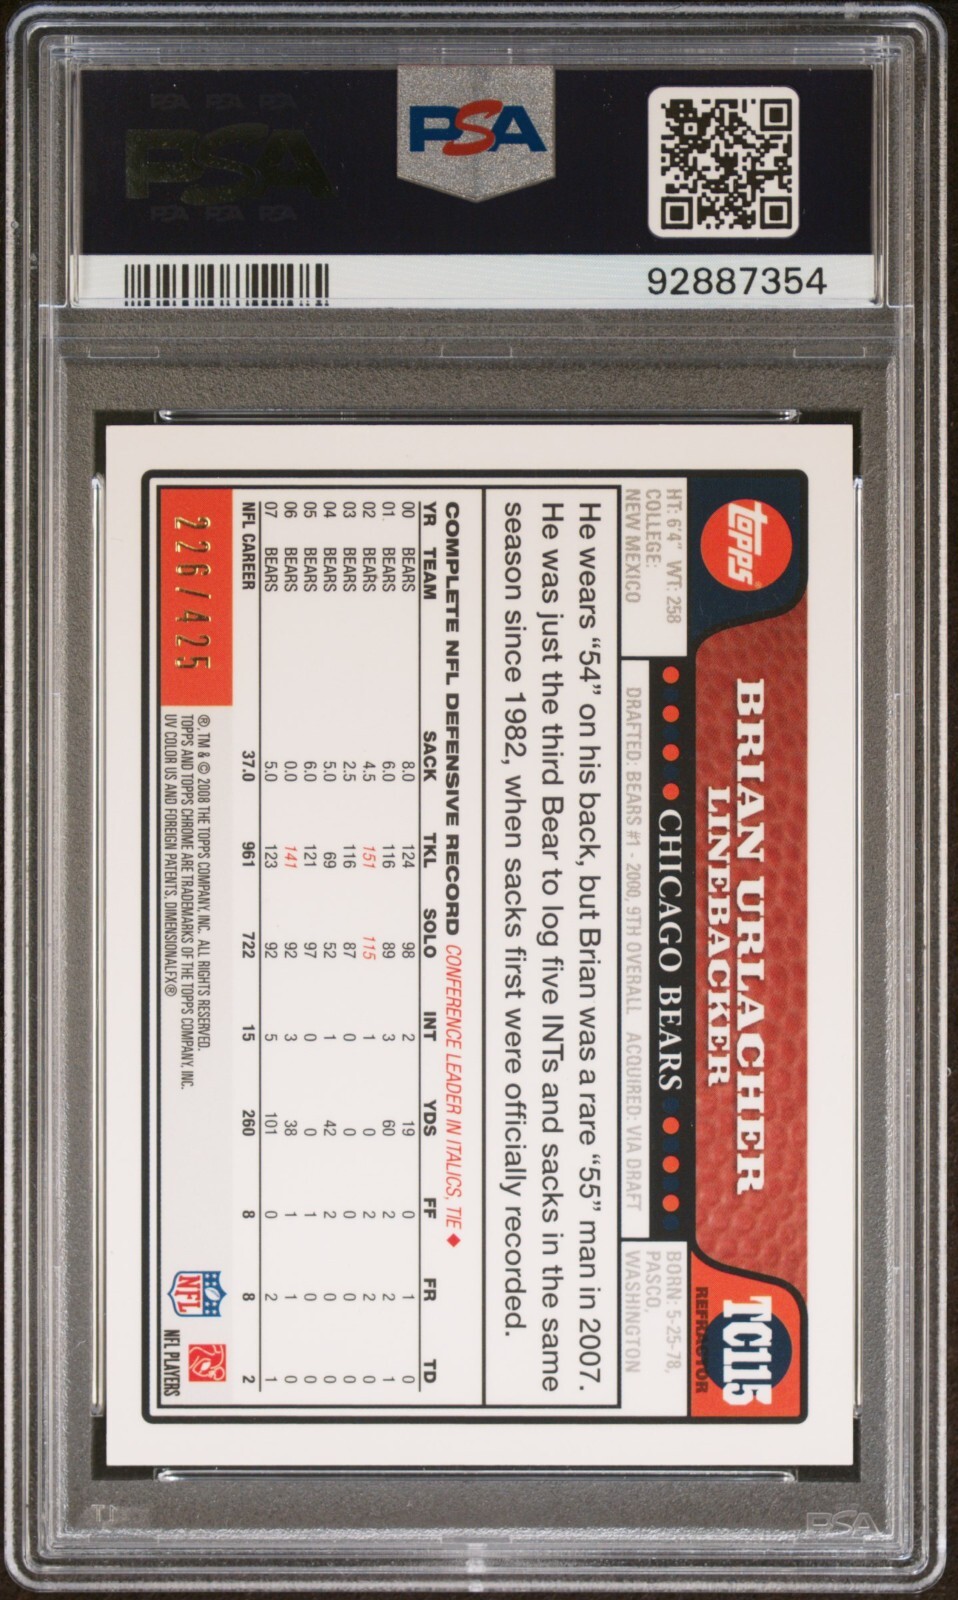 PSA PSA PSA
PSA
PSA PSA PSA
PSA
92887354
topps
BRIAN URLACHER
LINEBACKER
TC115
REFRACTOR
HT: 6'4" WT: 258
COLLEGE:
NEW MEXICO
CHICAGO BEARS
DRAFTED: BEARS #1 - 2000, 9TH OVERALL ACQUIRED: VIA DRAFT
BORN: 5-25-78,
PASCO,
WASHINGTON
He wears “54” on his back, but Brian was a rare “55” man in 2007.
He was just the third Bear to log five INTs and sacks in the same
season since 1982, when sacks first were officially recorded.
COMPLETE NFL DEFENSIVE RECORD CONFERENCE LEADER IN ITALICS, TIE ◆
YR TEAM SACK TKL SOLO INT YDS FF FR TD
00 BEARS 8.0 124 98 2 19 0 1 0
01. BEARS 6.0 116 89 3 60 2 2 1
02 BEARS 4.5 151 115 1 0 2 2 0
03 BEARS 2.5 116 87 0 0 0 0 0
04 BEARS 5.0 69 52 1 42 2 0 0
05 BEARS 6.0 121 97 0 0 1 0 0
06 BEARS 0.0 141 92 3 38 1 1 0
07 BEARS 5.0 123 92 5 101 0 2 1
NFL CAREER 37.0 961 722 15 260 8 8 2
226/425
®, TM & © 2008 THE TOPPS COMPANY, INC. ALL RIGHTS RESERVED.
TOPPS AND TOPPS CHROME ARE TRADEMARKS OF THE TOPPS COMPANY, INC.
UV COLOR US AND FOREIGN PATENTS, DIMENSIONALFX®
NFL
NFL PLAYERS
PSA